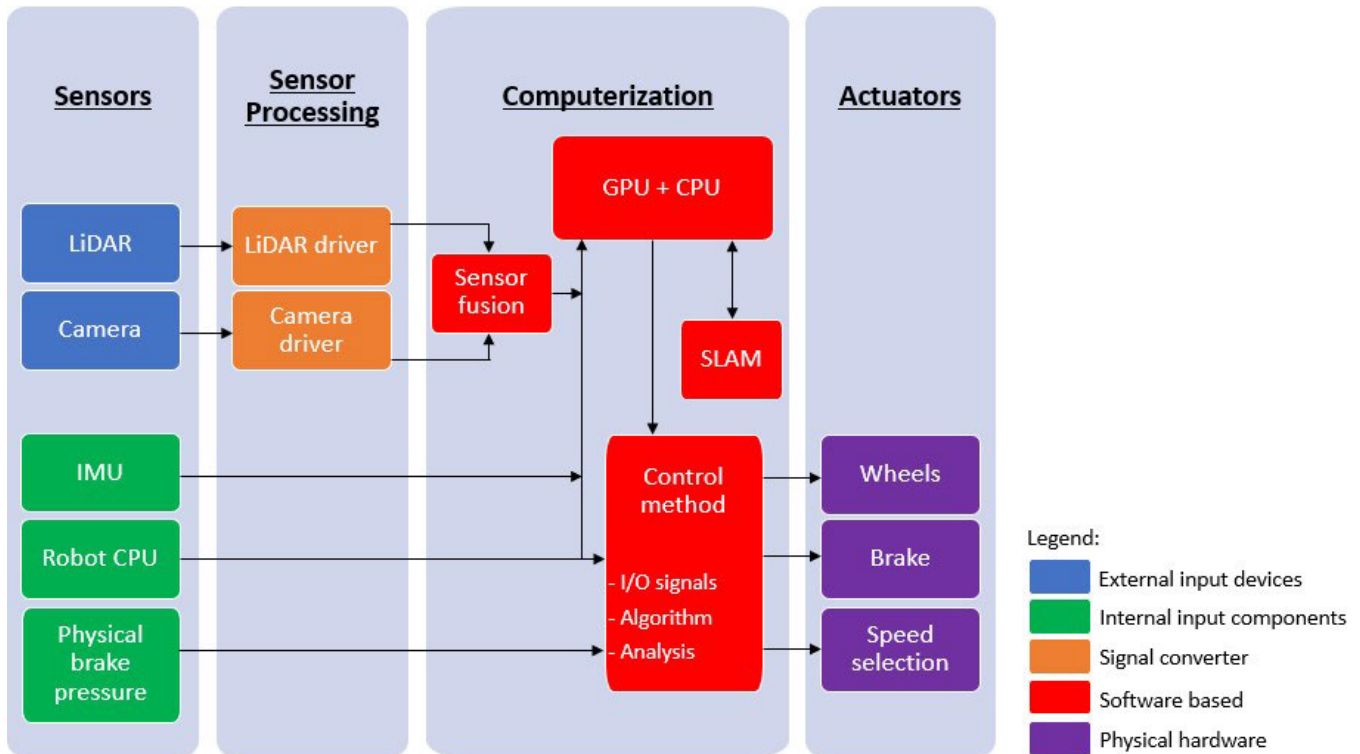 Sensors
Sensor
Processing
Computerization
Actuators
GPU + CPU
LiDAR
LiDAR driver
Sensor
fusion
Camera
Camera
driver
SLAM
IMU
Control
method
Wheels
Robot CPU
- I/O signals
- Algorithm
- Analysis
Brake
Physical
brake
pressure
Speed
selection
Legend:
External input devices
Internal input components
Signal converter
Software based
Physical hardware